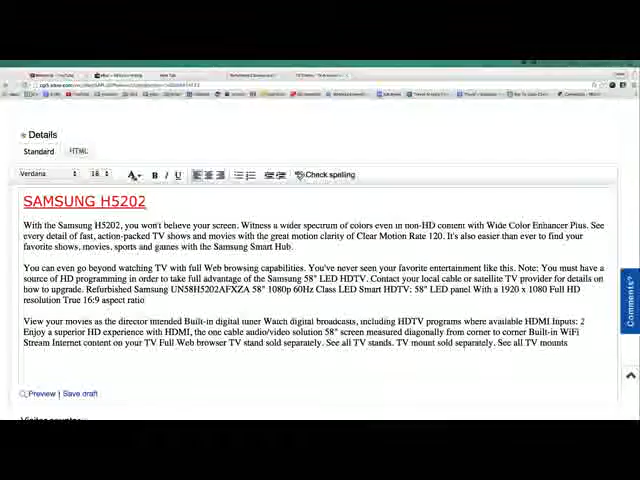 Details
Standard HTML
Verdana 18 A B I U Check spelling
SAMSUNG H5202
With the Samsung H5202, you won't believe your screen. Witness a wider spectrum of colors even in non-HD content with Wide Color Enhancer Plus. See
every detail of fast, action-packed TV shows and movies with the great motion clarity of Clear Motion Rate 120. It's also easier than ever to find your
favorite shows, movies, sports and games with the Samsung Smart Hub.
You can even go beyond watching TV with full Web browsing capabilities. You've never seen your favorite entertainment like this. Note: You must have a
source of HD programming in order to take full advantage of the Samsung 58" LED HDTV. Contact your local cable or satellite TV provider for details on
how to upgrade. Refurbished Samsung UN58H5202AFXZA 58" 1080p 60Hz Class LED Smart HDTV: 58" LED panel With a 1920 x 1080 Full HD
resolution True 16:9 aspect ratio
View your movies as the director intended Built-in digital tuner Watch digital broadcasts, including HDTV programs where available HDMI Inputs: 2
Enjoy a superior HD experience with HDMI, the one cable audio/video solution 58" screen measured diagonally from corner to corner Built-in WiFi
Stream Internet content on your TV Full Web browser TV stand sold separately. See all TV stands. TV mount sold separately. See all TV mounts
Comments?
Preview | Save draft